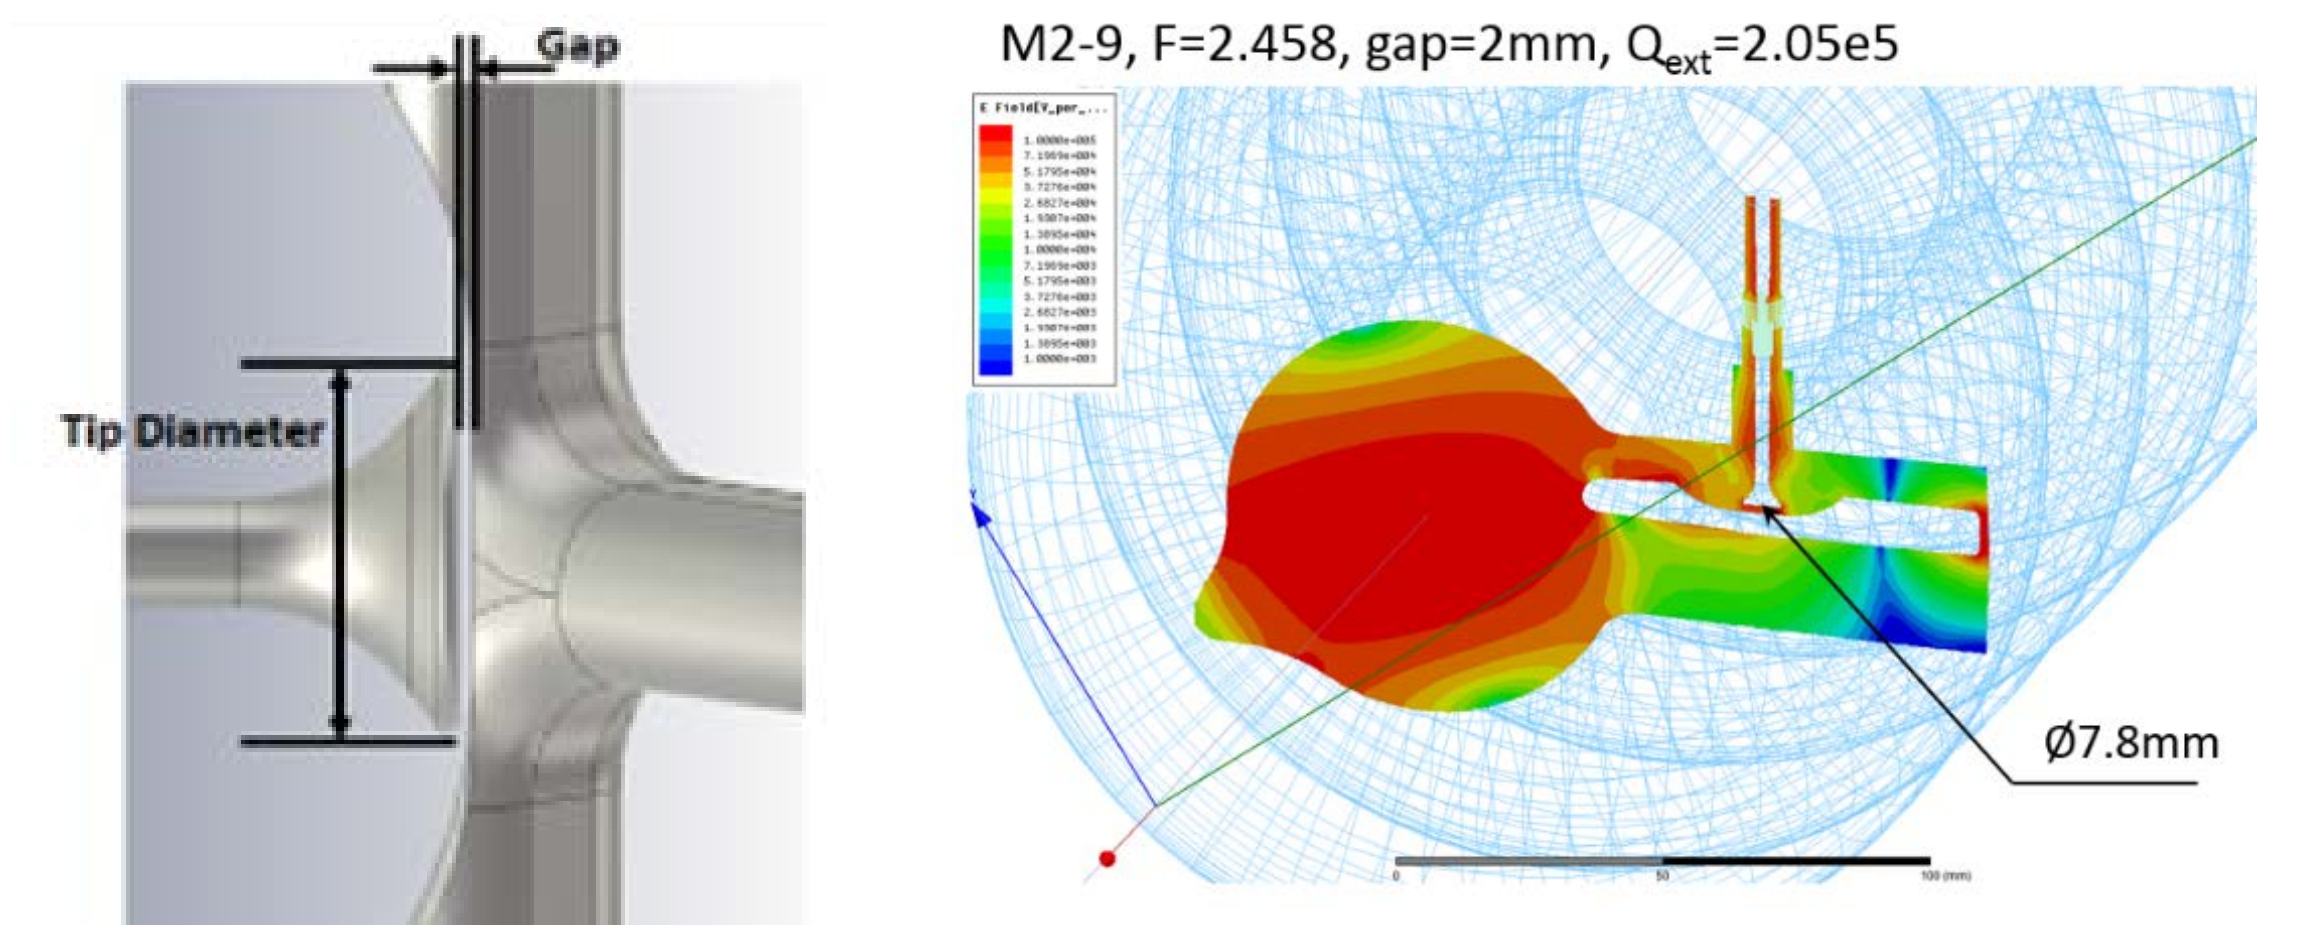 Gap
Tip Diameter
M2-9, F=2.458, gap=2mm, Qext=2.05e5
E Field[V_per_...
1.0000e+005
7.1969e+004
5.1795e+004
3.7276e+004
2.6827e+004
1.9307e+004
1.3895e+004
1.0000e+004
7.1969e+003
5.1795e+003
3.7276e+003
2.6827e+003
1.9307e+003
1.3895e+003
1.0000e+003
Y
Ø7.8mm
0 50 100 (mm)